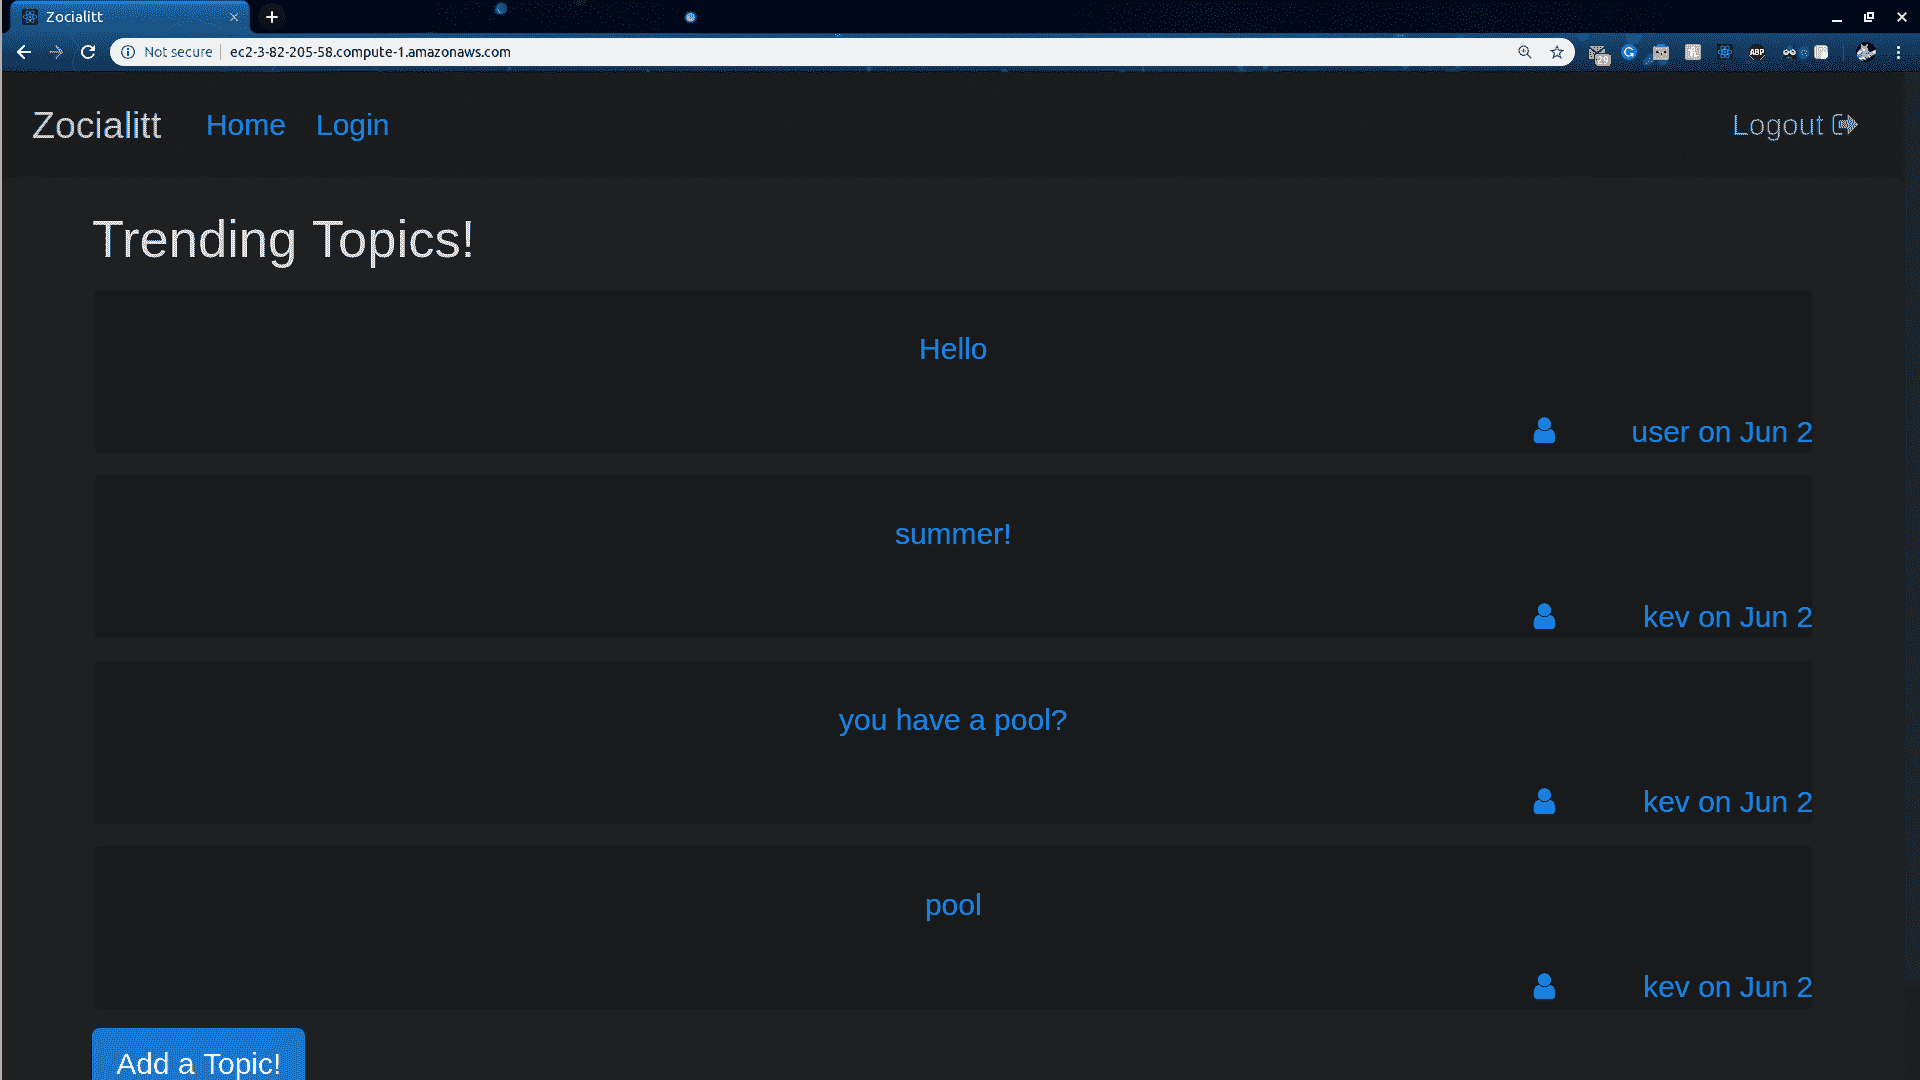 Zocialitt
Not secure
ec2-3-82-205-58.compute-1.amazonaws.com
29
ABP
Zocialitt Home Login Logout
Trending Topics!
Hello
user on Jun 2
summer!
kev on Jun 2
you have a pool?
kev on Jun 2
pool
kev on Jun 2
Add a Topic!